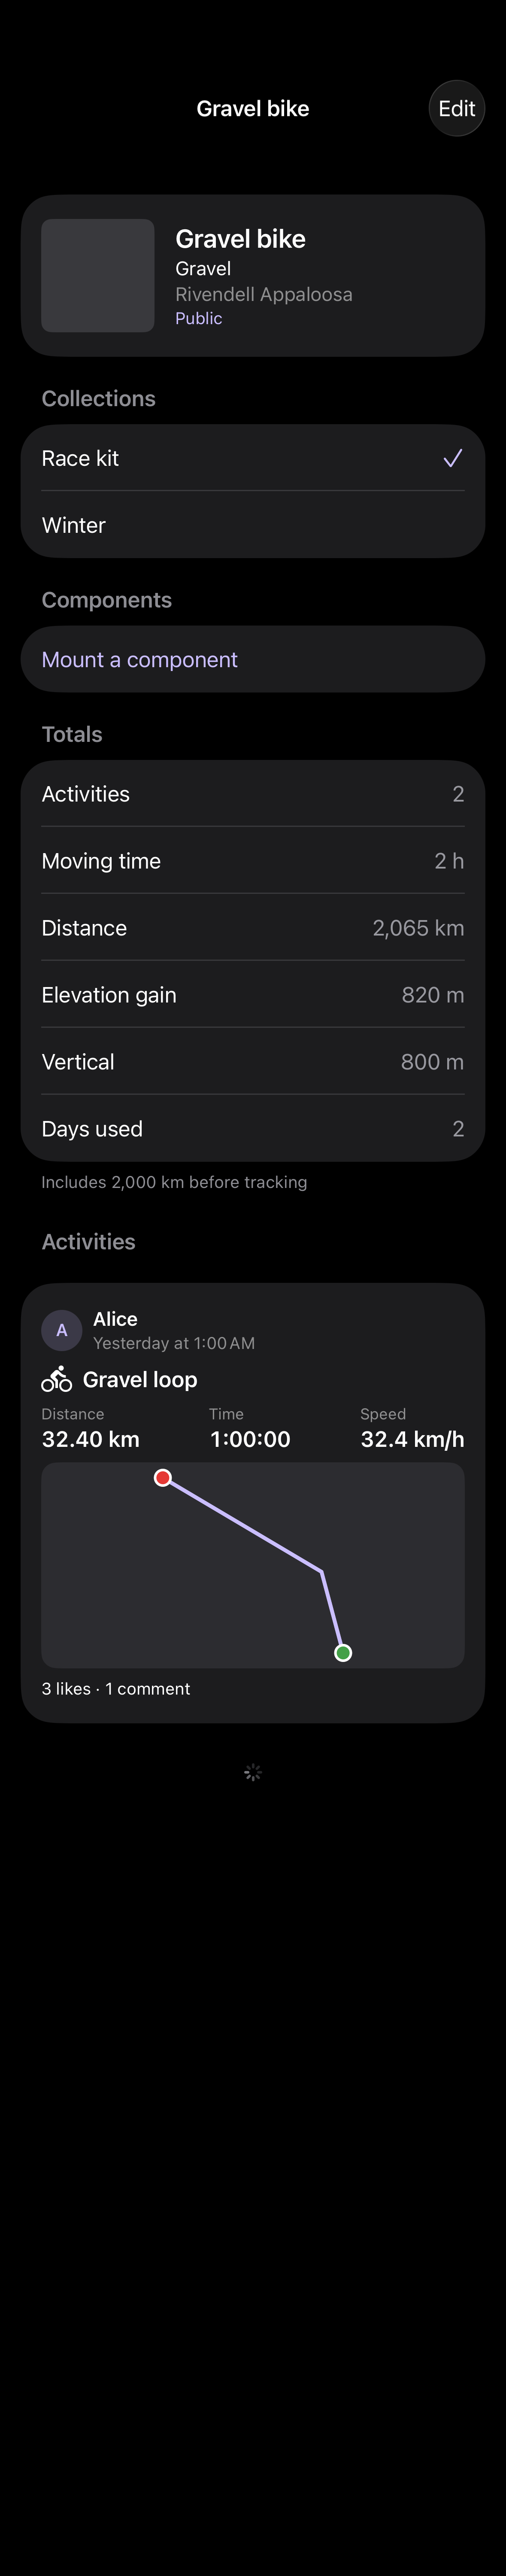 Gravel bike
Edit
Gravel bike
Gravel
Rivendell Appaloosa
Public
Collections
Race kit
Winter
Components
Mount a component
Totals
Activities 2
Moving time 2 h
Distance 2,065 km
Elevation gain 820 m
Vertical 800 m
Days used 2
Includes 2,000 km before tracking
Activities
A
Alice
Yesterday at 1:00 AM
Gravel loop
Distance Time Speed
32.40 km 1:00:00 32.4 km/h
3 likes · 1 comment